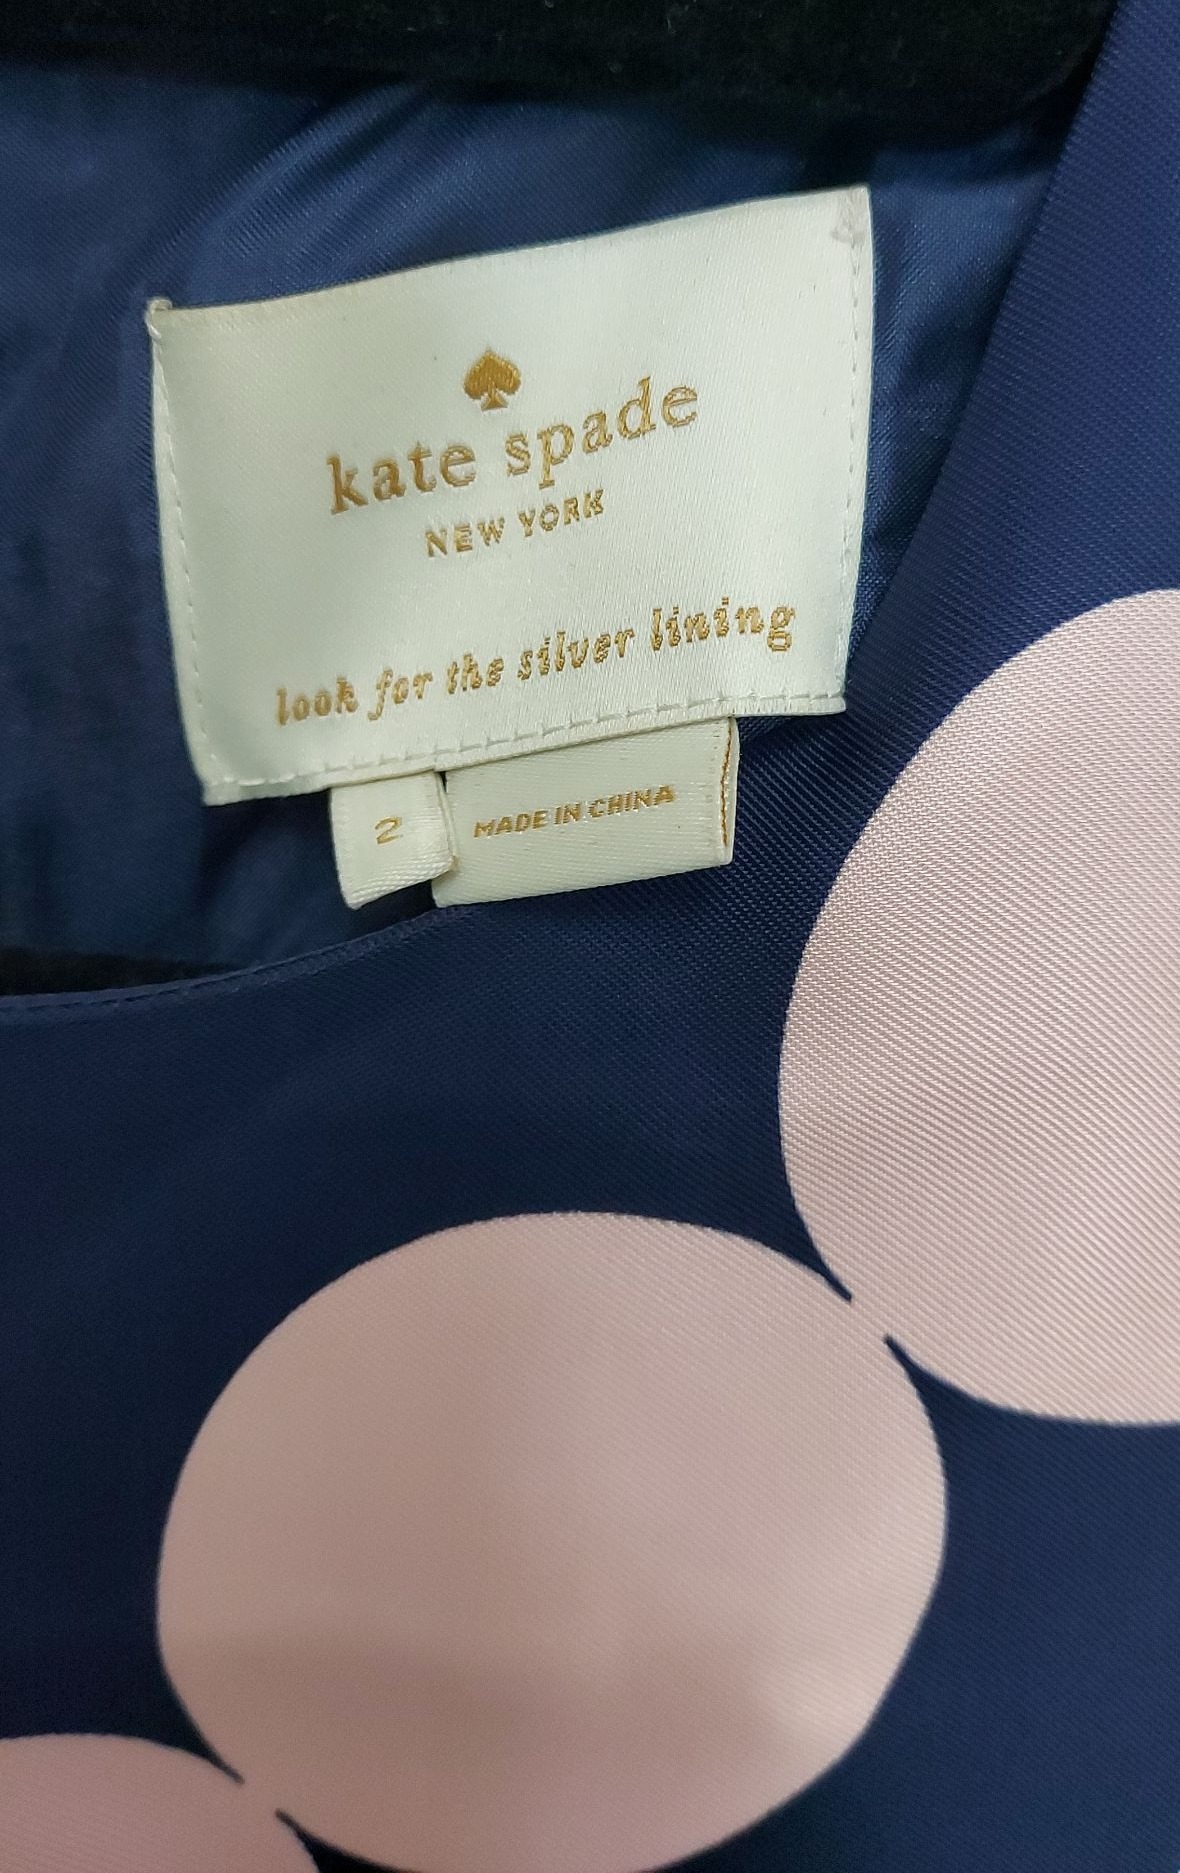 kate spade
NEW YORK
look for the silver lining
2
MADE IN CHINA